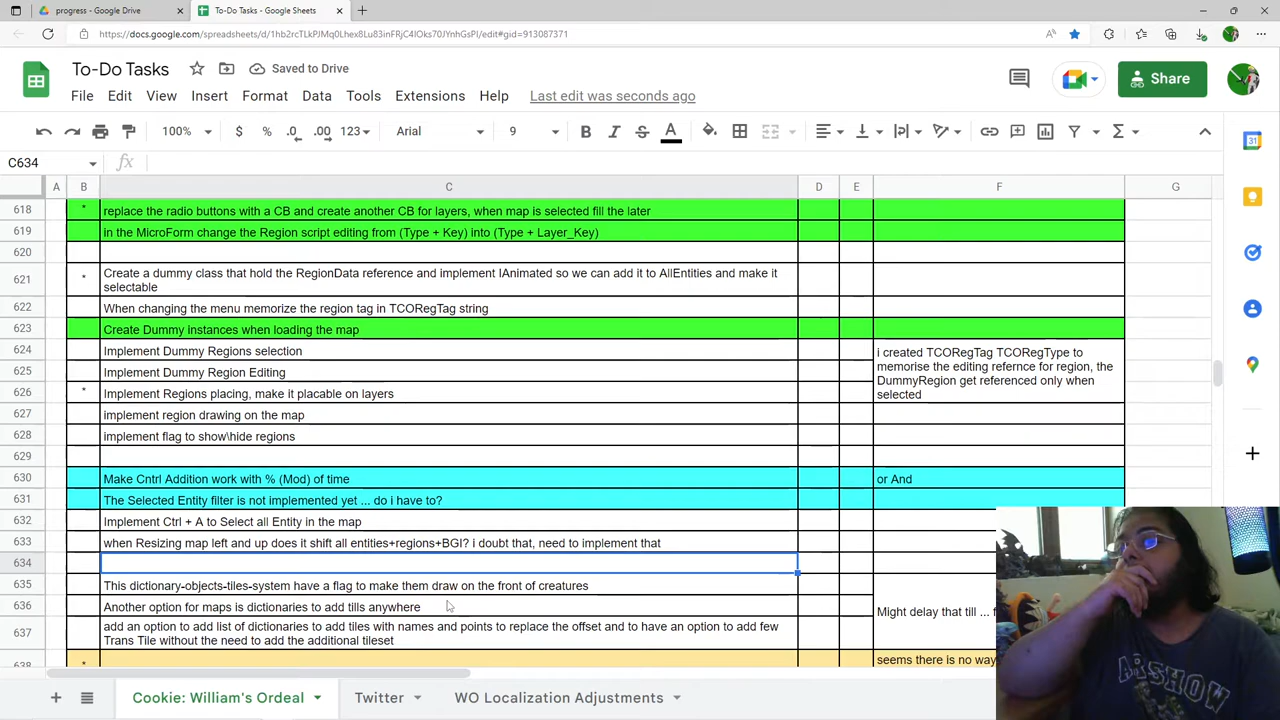 progress - Google Drive
To-Do Tasks - Google Sheets
https://docs.google.com/spreadsheets/d/1hb2rcTLkPJMq0Lhex8Lu83inFRjC4IOks70JYnhGsPI/edit#gid=913087371
To-Do Tasks
Saved to Drive
Share
File Edit View Insert Format Data Tools Extensions Help Last edit was seconds ago
100% $ % .0 .00 123 Arial 9 B I S A
C634 fx
A B C D E F G
618 * replace the radio buttons with a CB and create another CB for layers, when map is selected fill the later
619 in the MicroForm change the Region script editing from (Type + Key) into (Type + Layer_Key)
620
621 * Create a dummy class that hold the RegionData reference and implement IAnimated so we can add it to AllEntities and make it
selectable
622 When changing the menu memorize the region tag in TCORegTag string
623 Create Dummy instances when loading the map
624 Implement Dummy Regions selection
625 Implement Dummy Region Editing
626 * Implement Regions placing, make it placable on layers
i created TCORegTag TCORegType to
memorise the editing refernce for region, the
DummyRegion get referenced only when
selected
627 implement region drawing on the map
628 implement flag to show\hide regions
629
630 Make Cntrl Addition work with % (Mod) of time or And
631 The Selected Entity filter is not implemented yet ... do i have to?
632 Implement Ctrl + A to Select all Entity in the map
633 when Resizing map left and up does it shift all entities+regions+BGI? i doubt that, need to implement that
634
635 This dictionary-objects-tiles-system have a flag to make them draw on the front of creatures
636 Another option for maps is dictionaries to add tills anywhere
Might delay that till ...
637 add an option to add list of dictionaries to add tiles with names and points to replace the offset and to have an option to add few
Trans Tile without the need to add the additional tileset
638 * seems there is no way
ARSHOW
Cookie: William's Ordeal Twitter WO Localization Adjustments